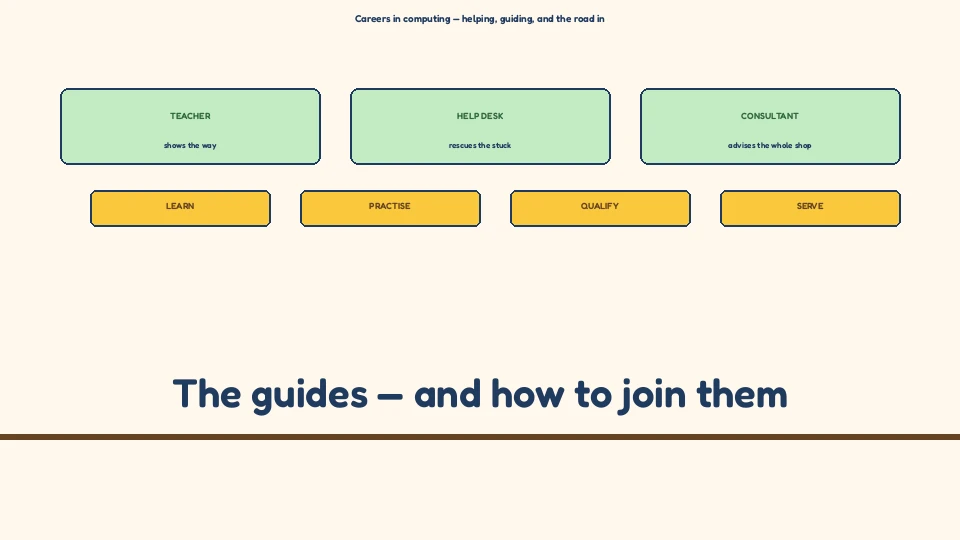 Careers in computing — helping, guiding, and the road in
TEACHER
shows the way
HELP DESK
rescues the stuck
CONSULTANT
advises the whole shop
LEARN
PRACTISE
QUALIFY
SERVE
The guides — and how to join them